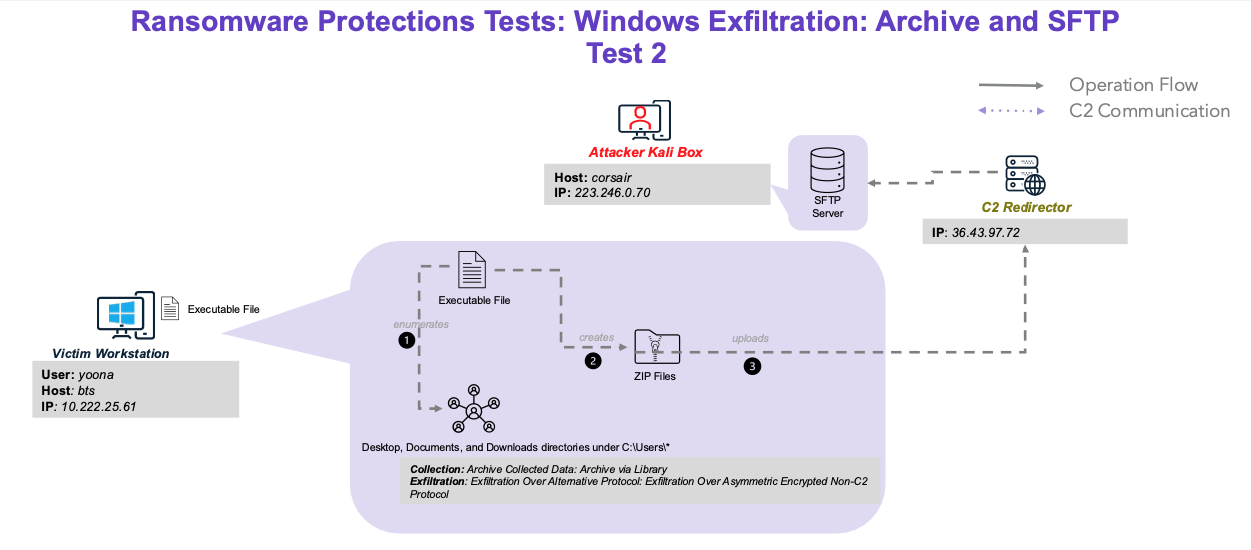 Ransomware Protections Tests: Windows Exfiltration: Archive and SFTP
Test 2
Operation Flow
C2 Communication
Attacker Kali Box
Host: corsair
IP: 223.246.0.70
SFTP
Server
C2 Redirector
IP: 36.43.97.72
Executable File
Executable File
enumerates
1
creates
2
ZIP Files
uploads
3
Victim Workstation
User: yoona
Host: bts
IP: 10.222.25.61
Desktop, Documents, and Downloads directories under C:\Users\*
Collection: Archive Collected Data: Archive via Library
Exfiltration: Exfiltration Over Alternative Protocol: Exfiltration Over Asymmetric Encrypted Non-C2
Protocol